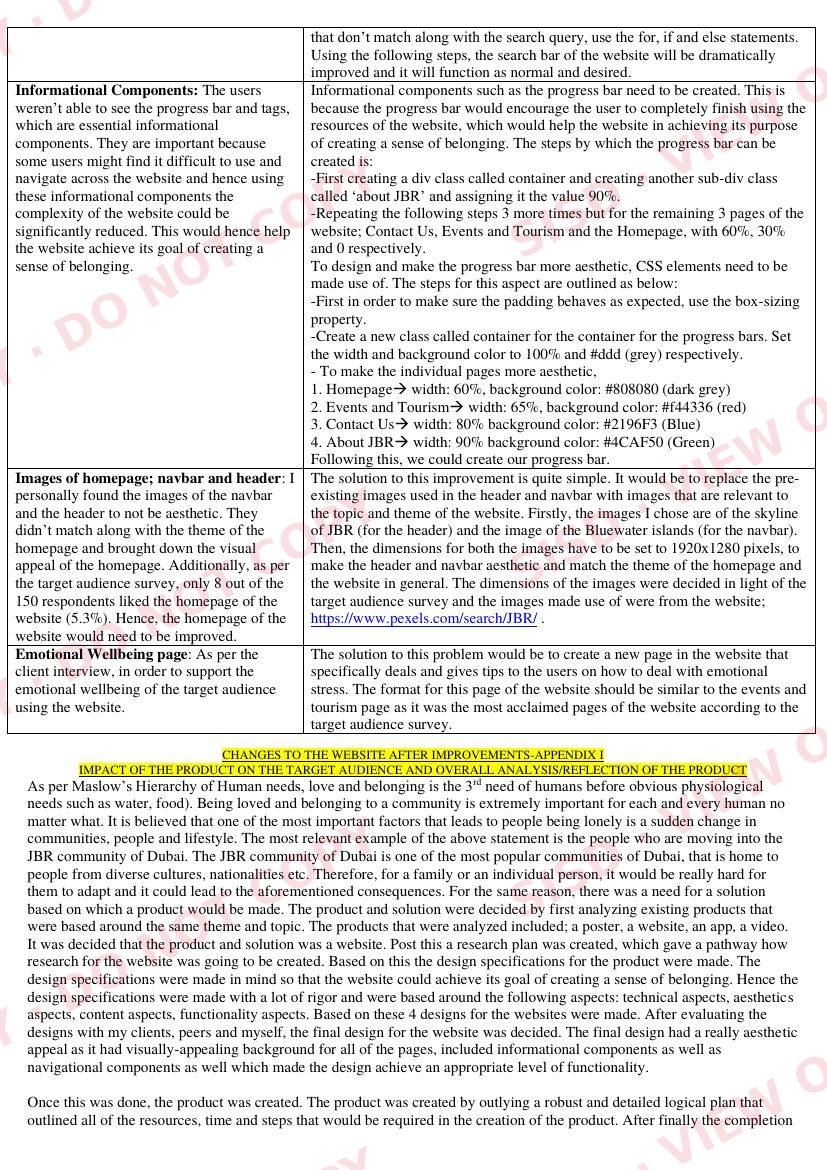 that don’t match along with the search query, use the for, if and else statements.
Using the following steps, the search bar of the website will be dramatically
improved and it will function as normal and desired.
Informational Components: The users
weren’t able to see the progress bar and tags,
which are essential informational
components. They are important because
some users might find it difficult to use and
navigate across the website and hence using
these informational components the
complexity of the website could be
significantly reduced. This would hence help
the website achieve its goal of creating a
sense of belonging.
Informational components such as the progress bar need to be created. This is
because the progress bar would encourage the user to completely finish using the
resources of the website, which would help the website in achieving its purpose
of creating a sense of belonging. The steps by which the progress bar can be
created is:
-First creating a div class called container and creating another sub-div class
called ‘about JBR’ and assigning it the value 90%.
-Repeating the following steps 3 more times but for the remaining 3 pages of the
website; Contact Us, Events and Tourism and the Homepage, with 60%, 30%
and 0 respectively.
To design and make the progress bar more aesthetic, CSS elements need to be
made use of. The steps for this aspect are outlined as below:
-First in order to make sure the padding behaves as expected, use the box-sizing
property.
-Create a new class called container for the container for the progress bars. Set
the width and background color to 100% and #ddd (grey) respectively.
- To make the individual pages more aesthetic,
1. Homepage→ width: 60%, background color: #808080 (dark grey)
2. Events and Tourism→ width: 65%, background color: #f44336 (red)
3. Contact Us→ width: 80% background color: #2196F3 (Blue)
4. About JBR→ width: 90% background color: #4CAF50 (Green)
Following this, we could create our progress bar.
Images of homepage; navbar and header: I
personally found the images of the navbar
and the header to not be aesthetic. They
didn’t match along with the theme of the
homepage and brought down the visual
appeal of the homepage. Additionally, as per
the target audience survey, only 8 out of the
150 respondents liked the homepage of the
website (5.3%). Hence, the homepage of the
website would need to be improved.
The solution to this improvement is quite simple. It would be to replace the pre-
existing images used in the header and navbar with images that are relevant to
the topic and theme of the website. Firstly, the images I chose are of the skyline
of JBR (for the header) and the image of the Bluewater islands (for the navbar).
Then, the dimensions for both the images have to be set to 1920x1280 pixels, to
make the header and navbar aesthetic and match the theme of the homepage and
the website in general. The dimensions of the images were decided in light of the
target audience survey and the images made use of were from the website;
https://www.pexels.com/search/JBR/ .
Emotional Wellbeing page: As per the
client interview, in order to support the
emotional wellbeing of the target audience
using the website.
The solution to this problem would be to create a new page in the website that
specifically deals and gives tips to the users on how to deal with emotional
stress. The format for this page of the website should be similar to the events and
tourism page as it was the most acclaimed pages of the website according to the
target audience survey.
CHANGES TO THE WEBSITE AFTER IMPROVEMENTS-APPENDIX I
IMPACT OF THE PRODUCT ON THE TARGET AUDIENCE AND OVERALL ANALYSIS/REFLECTION OF THE PRODUCT
As per Maslow’s Hierarchy of Human needs, love and belonging is the 3rd need of humans before obvious physiological
needs such as water, food). Being loved and belonging to a community is extremely important for each and every human no
matter what. It is believed that one of the most important factors that leads to people being lonely is a sudden change in
communities, people and lifestyle. The most relevant example of the above statement is the people who are moving into the
JBR community of Dubai. The JBR community of Dubai is one of the most popular communities of Dubai, that is home to
people from diverse cultures, nationalities etc. Therefore, for a family or an individual person, it would be really hard for
them to adapt and it could lead to the aforementioned consequences. For the same reason, there was a need for a solution
based on which a product would be made. The product and solution were decided by first analyzing existing products that
were based around the same theme and topic. The products that were analyzed included; a poster, a website, an app, a video.
It was decided that the product and solution was a website. Post this a research plan was created, which gave a pathway how
research for the website was going to be created. Based on this the design specifications for the product were made. The
design specifications were made in mind so that the website could achieve its goal of creating a sense of belonging. Hence the
design specifications were made with a lot of rigor and were based around the following aspects: technical aspects, aesthetics
aspects, content aspects, functionality aspects. Based on these 4 designs for the websites were made. After evaluating the
designs with my clients, peers and myself, the final design for the website was decided. The final design had a really aesthetic
appeal as it had visually-appealing background for all of the pages, included informational components as well as
navigational components as well which made the design achieve an appropriate level of functionality.
Once this was done, the product was created. The product was created by outlying a robust and detailed logical plan that
outlined all of the resources, time and steps that would be required in the creation of the product. After finally the completion